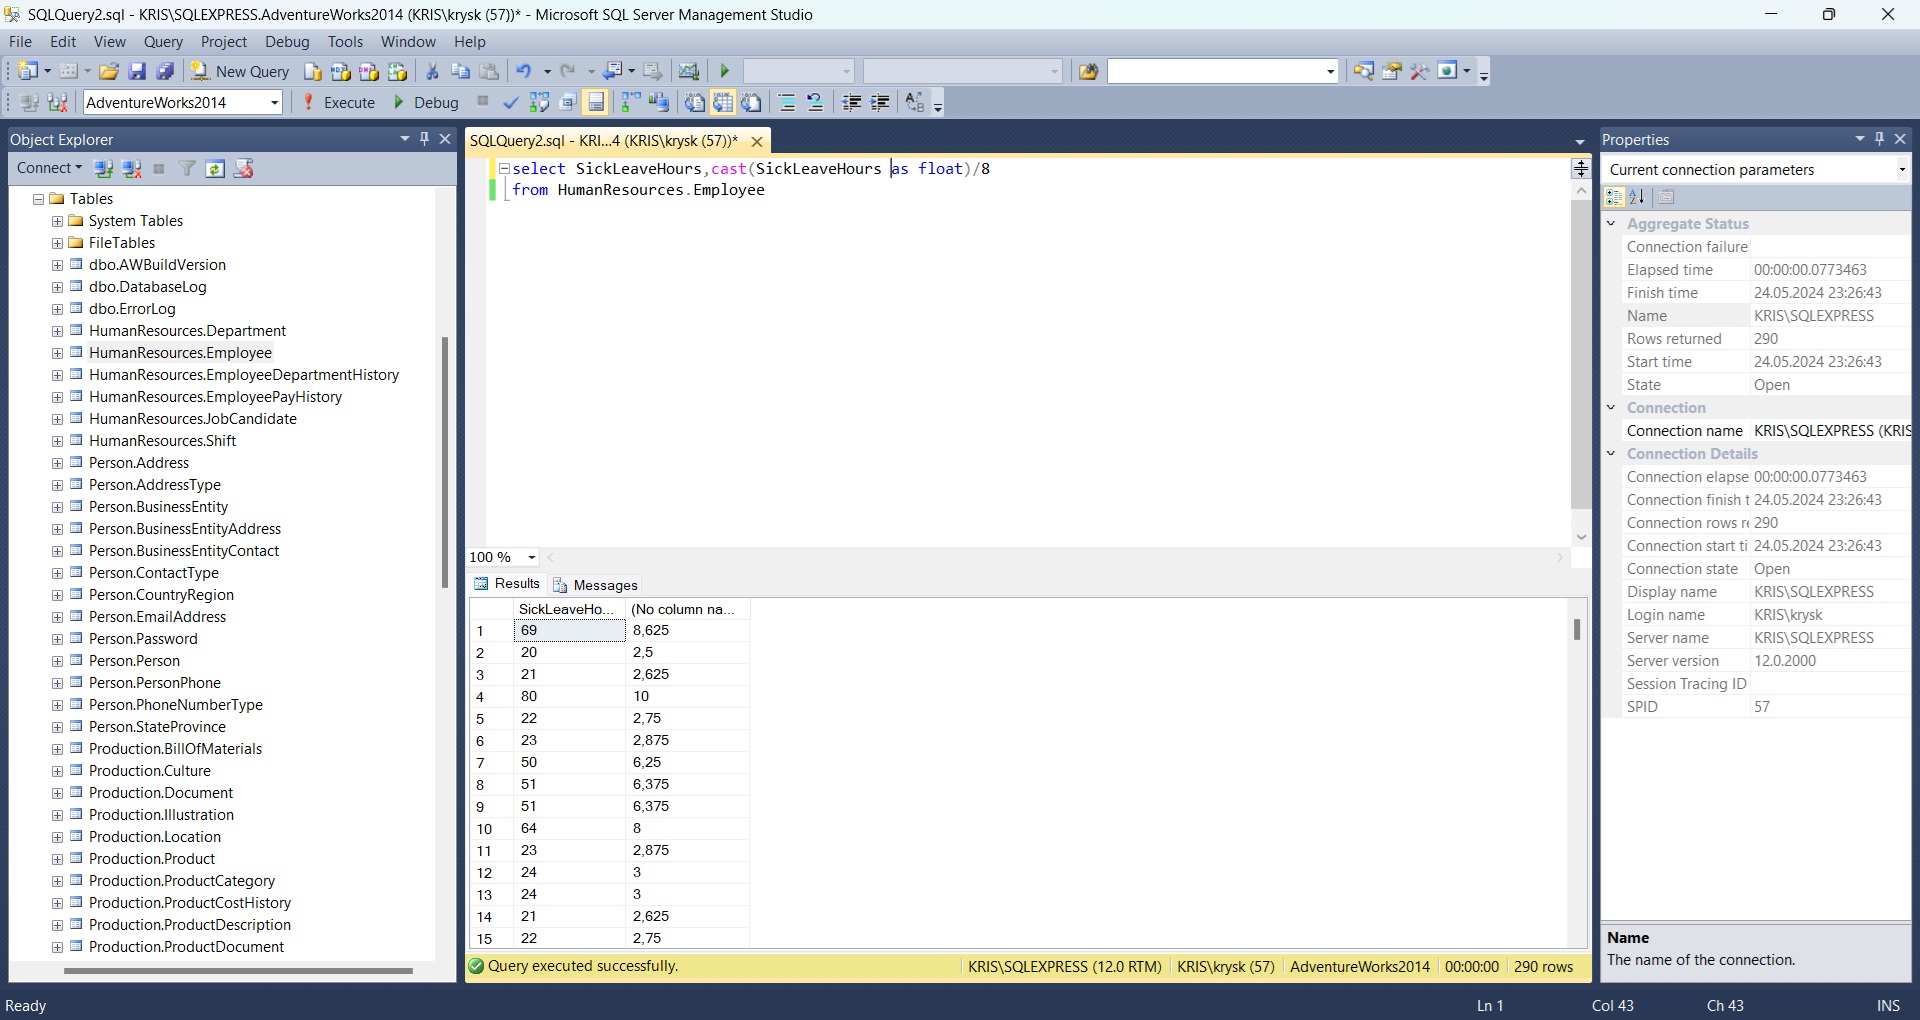 SQLQuery2.sql - KRIS\SQLEXPRESS.AdventureWorks2014 (KRIS\krysk (57))* - Microsoft SQL Server Management Studio
File Edit View Query Project Debug Tools Window Help
New Query
AdventureWorks2014 Execute Debug
Object Explorer
Connect
Tables
System Tables
FileTables
dbo.AWBuildVersion
dbo.DatabaseLog
dbo.ErrorLog
HumanResources.Department
HumanResources.Employee
HumanResources.EmployeeDepartmentHistory
HumanResources.EmployeePayHistory
HumanResources.JobCandidate
HumanResources.Shift
Person.Address
Person.AddressType
Person.BusinessEntity
Person.BusinessEntityAddress
Person.BusinessEntityContact
Person.ContactType
Person.CountryRegion
Person.EmailAddress
Person.Password
Person.Person
Person.PersonPhone
Person.PhoneNumberType
Person.StateProvince
Production.BillOfMaterials
Production.Culture
Production.Document
Production.Illustration
Production.Location
Production.Product
Production.ProductCategory
Production.ProductCostHistory
Production.ProductDescription
Production.ProductDocument
SQLQuery2.sql - KRI...4 (KRIS\krysk (57))*
select SickLeaveHours,cast(SickLeaveHours as float)/8
from HumanResources.Employee
100 %
Results Messages
SickLeaveHo... (No column na...
1 69 8,625
2 20 2,5
3 21 2,625
4 80 10
5 22 2,75
6 23 2,875
7 50 6,25
8 51 6,375
9 51 6,375
10 64 8
11 23 2,875
12 24 3
13 24 3
14 21 2,625
15 22 2,75
Query executed successfully. KRIS\SQLEXPRESS (12.0 RTM) KRIS\krysk (57) AdventureWorks2014 00:00:00 290 rows
Properties
Current connection parameters
Aggregate Status
Connection failure
Elapsed time 00:00:00.0773463
Finish time 24.05.2024 23:26:43
Name KRIS\SQLEXPRESS
Rows returned 290
Start time 24.05.2024 23:26:43
State Open
Connection
Connection name KRIS\SQLEXPRESS (KRIS
Connection Details
Connection elapse 00:00:00.0773463
Connection finish t 24.05.2024 23:26:43
Connection rows re 290
Connection start ti 24.05.2024 23:26:43
Connection state Open
Display name KRIS\SQLEXPRESS
Login name KRIS\krysk
Server name KRIS\SQLEXPRESS
Server version 12.0.2000
Session Tracing ID
SPID 57
Name
The name of the connection.
Ready Ln 1 Col 43 Ch 43 INS